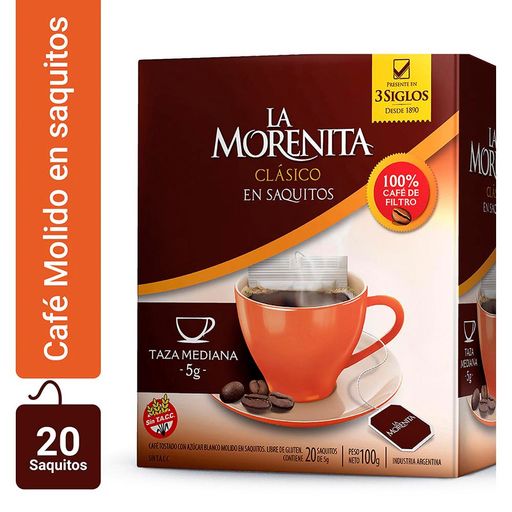 Café Molido en saquitos
20
Saquitos
PRESENTE EN
3 SIGLOS
DESDE 1890
LA
MORENITA
CLÁSICO
EN SAQUITOS
100%
CAFÉ DE
FILTRO
TAZA MEDIANA
- 5g -
Sin T.A.C.C.
LA
MORENITA
CAFÉ TOSTADO CON AZÚCAR BLANCO MOLIDO EN SAQUITOS. LIBRE DE GLUTEN.
SIN T.A.C.C.
CONTIENE 20 SAQUITOS DE 5g
PESO NETO 100g
INDUSTRIA ARGENTINA